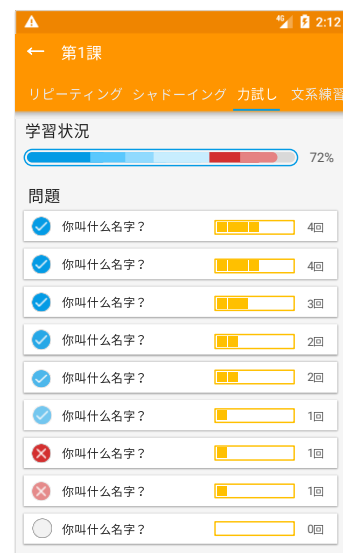 4G 2:12
← 第1課
リピーティング シャドーイング 力試し 文系練習
学習状況
72%
問題
你叫什么名字？ 4回
你叫什么名字？ 4回
你叫什么名字？ 3回
你叫什么名字？ 2回
你叫什么名字？ 2回
你叫什么名字？ 1回
你叫什么名字？ 1回
你叫什么名字？ 1回
你叫什么名字？ 0回